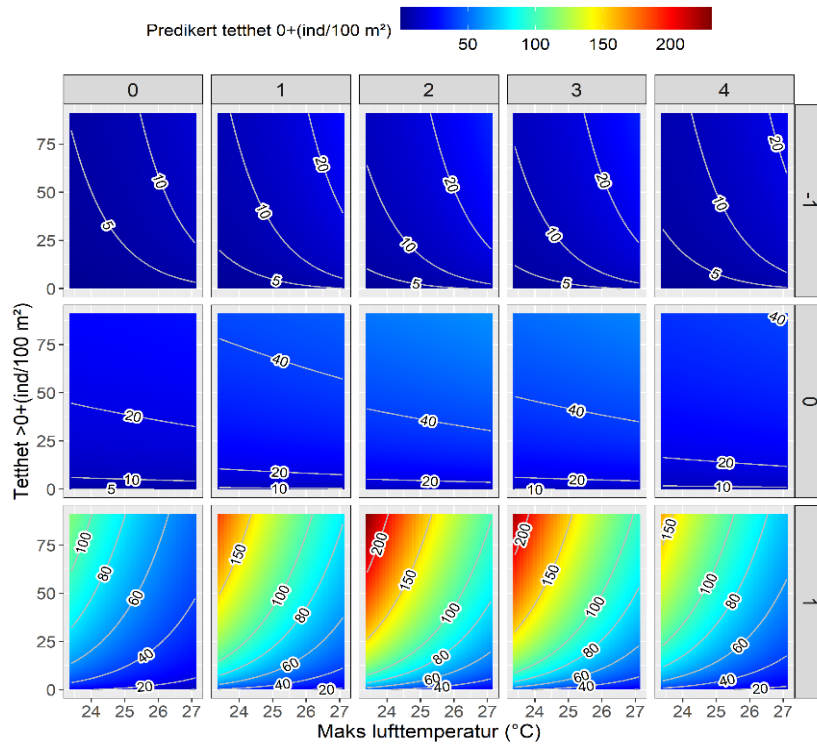 Predikert tetthet 0+(ind/100 m²)
50 100 150 200
0 1 2 3 4
75 50 25 0
5 10
5 10 20
5 10 20
5 10 20
5 10 20
-1
Tetthet >0+(ind/100 m²)
75 50 25 0
20 10 5
40 20 10
40 20
40 20 10
40 20 10
0
75 50 25 0
100 80 60 40 20
150 100 80 60 40 20
200 150 100 80 60 40
200 150 100 80 60 40
150 100 80 60 40 20
1
24 25 26 27 24 25 26 27 24 25 26 27 24 25 26 27 24 25 26 27
Maks lufttemperatur (°C)